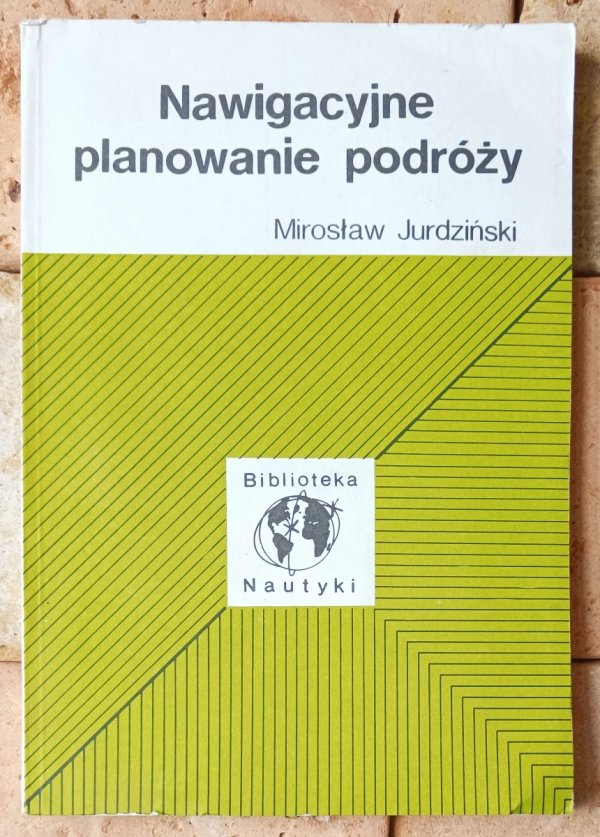 Nawigacyjne
planowanie podróży
Mirosław Jurdziński
Biblioteka
Nautyki